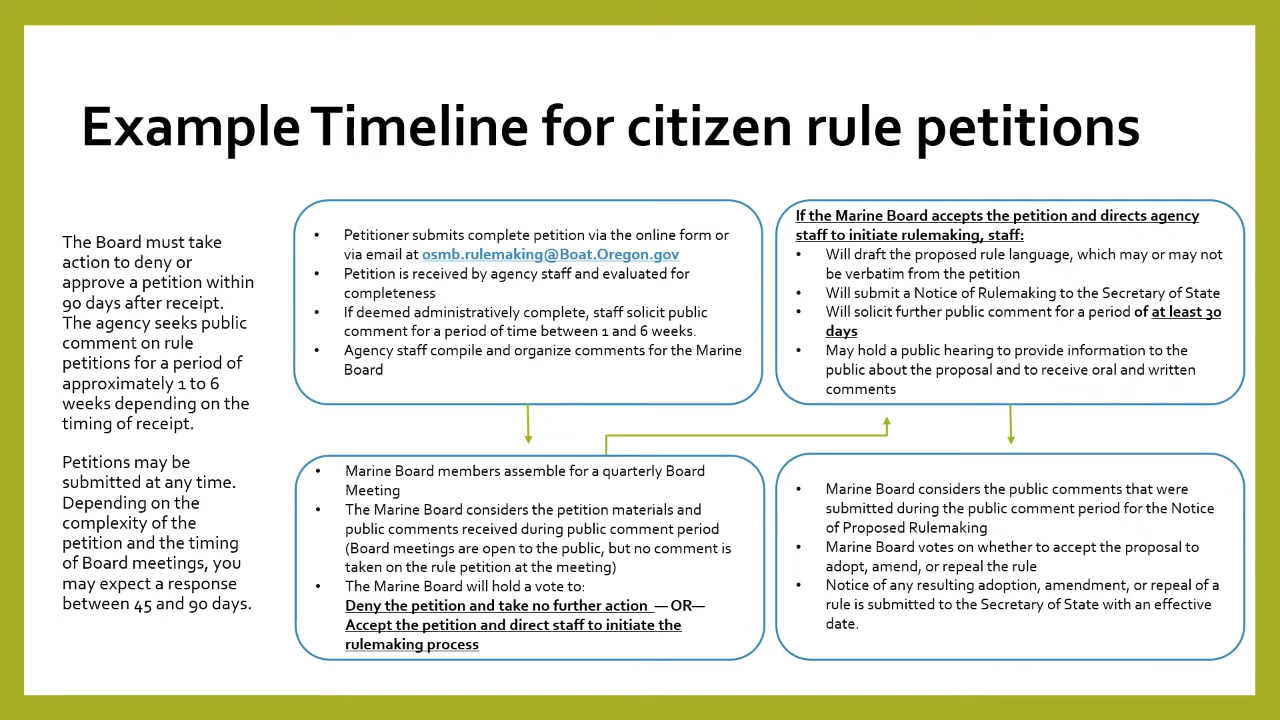 Example Timeline for citizen rule petitions
The Board must take
action to deny or
approve a petition within
90 days after receipt.
The agency seeks public
comment on rule
petitions for a period of
approximately 1 to 6
weeks depending on the
timing of receipt.
Petitions may be
submitted at any time.
Depending on the
complexity of the
petition and the timing
of Board meetings, you
may expect a response
between 45 and 90 days.
• Petitioner submits complete petition via the online form or
via email at osmb.rulemaking@Boat.Oregon.gov
• Petition is received by agency staff and evaluated for
completeness
• If deemed administratively complete, staff solicit public
comment for a period of time between 1 and 6 weeks.
• Agency staff compile and organize comments for the Marine
Board
• Marine Board members assemble for a quarterly Board
Meeting
• The Marine Board considers the petition materials and
public comments received during public comment period
(Board meetings are open to the public, but no comment is
taken on the rule petition at the meeting)
• The Marine Board will hold a vote to:
Deny the petition and take no further action — OR—
Accept the petition and direct staff to initiate the
rulemaking process
If the Marine Board accepts the petition and directs agency
staff to initiate rulemaking, staff:
• Will draft the proposed rule language, which may or may not
be verbatim from the petition
• Will submit a Notice of Rulemaking to the Secretary of State
• Will solicit further public comment for a period of at least 30
days
• May hold a public hearing to provide information to the
public about the proposal and to receive oral and written
comments
• Marine Board considers the public comments that were
submitted during the public comment period for the Notice
of Proposed Rulemaking
• Marine Board votes on whether to accept the proposal to
adopt, amend, or repeal the rule
• Notice of any resulting adoption, amendment, or repeal of a
rule is submitted to the Secretary of State with an effective
date.